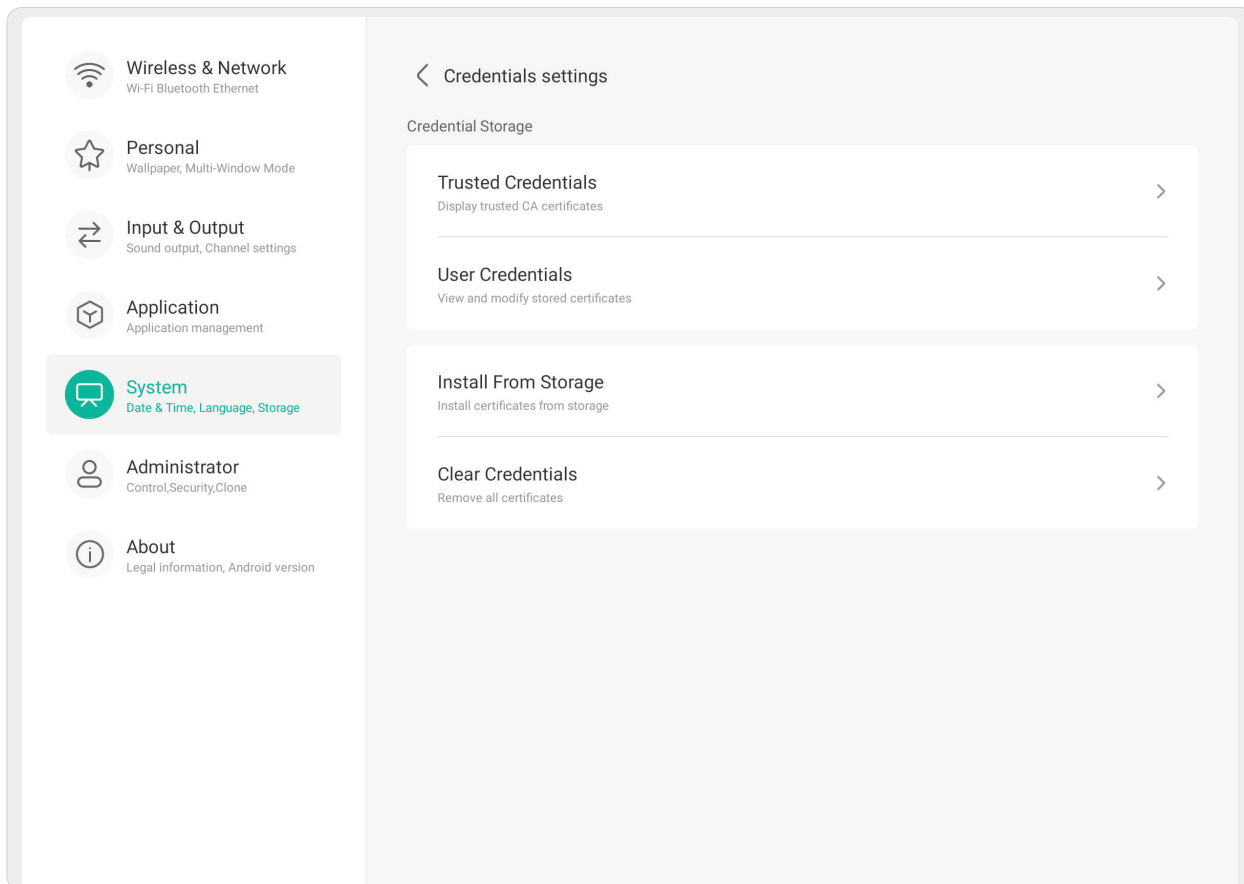 Wireless & Network
Wi-Fi Bluetooth Ethernet
Personal
Wallpaper, Multi-Window Mode
Input & Output
Sound output, Channel settings
Application
Application management
System
Date & Time, Language, Storage
Administrator
Control,Security,Clone
About
Legal information, Android version
Credentials settings
Credential Storage
Trusted Credentials
Display trusted CA certificates
User Credentials
View and modify stored certificates
Install From Storage
Install certificates from storage
Clear Credentials
Remove all certificates